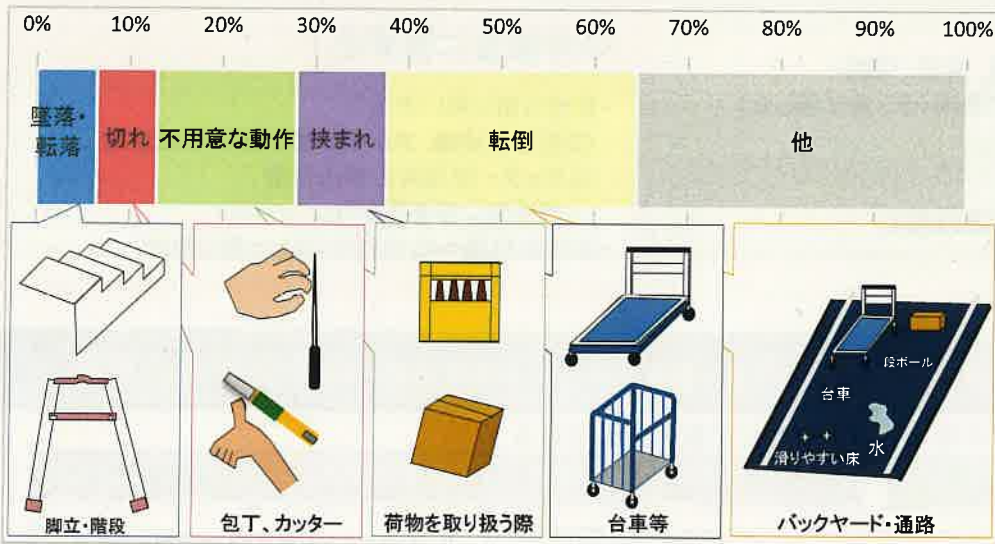 0% 10% 20% 30% 40% 50% 60% 70% 80% 90% 100%
墜落・
転落
切れ
不用意な動作
挟まれ
転倒
他
脚立・階段
包丁、カッター
荷物を取り扱う際
台車等
段ボール
台車
水
滑りやすい床
バックヤード・通路